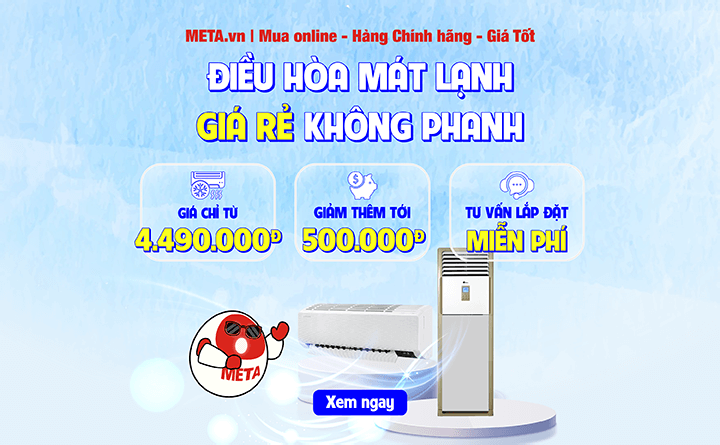 META.vn | Mua online - Hàng Chính hãng - Giá Tốt
ĐIỀU HÒA MÁT LẠNH
GIÁ RẺ KHÔNG PHANH
GIÁ CHỈ TỪ
4.490.000Đ
GIẢM THÊM TỚI
500.000Đ
TƯ VẤN LẮP ĐẶT
MIỄN PHÍ
META
Xem ngay